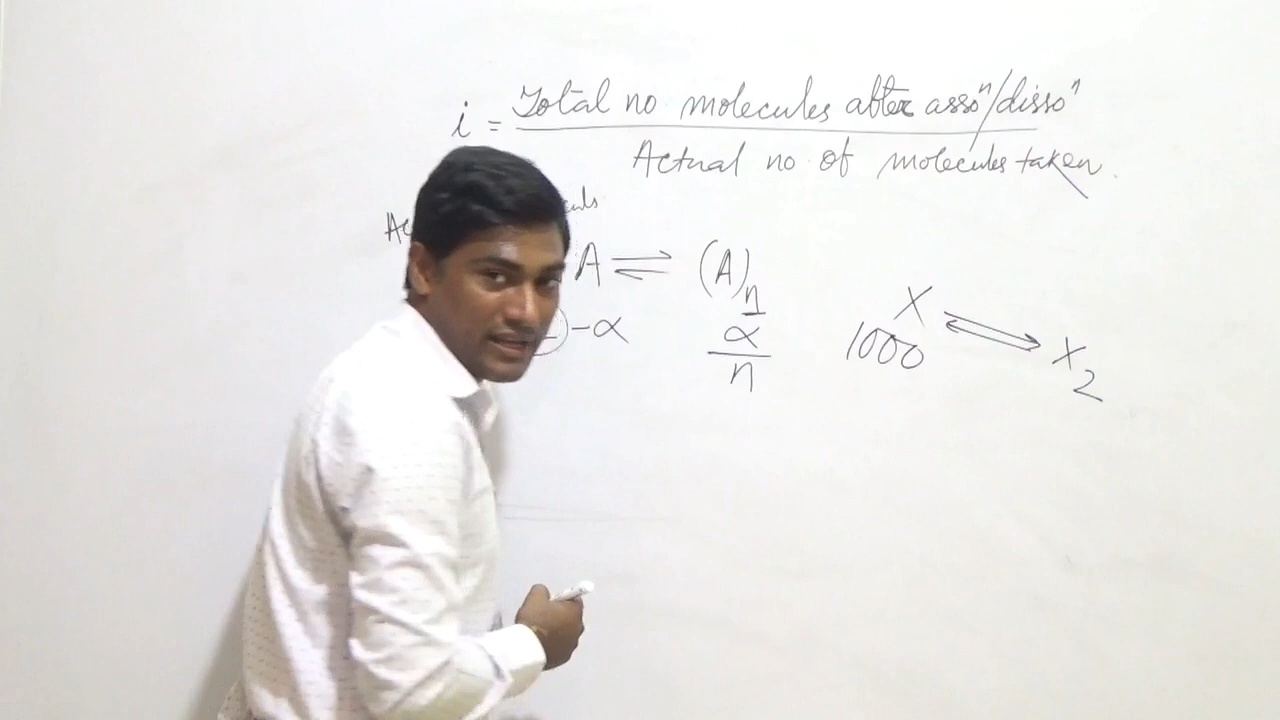 i = Total no molecules after asso^n/disso^n
Actual no of molecules taken.
A ⇌ (A)n
-α α/n
X ⇌ X2
1000